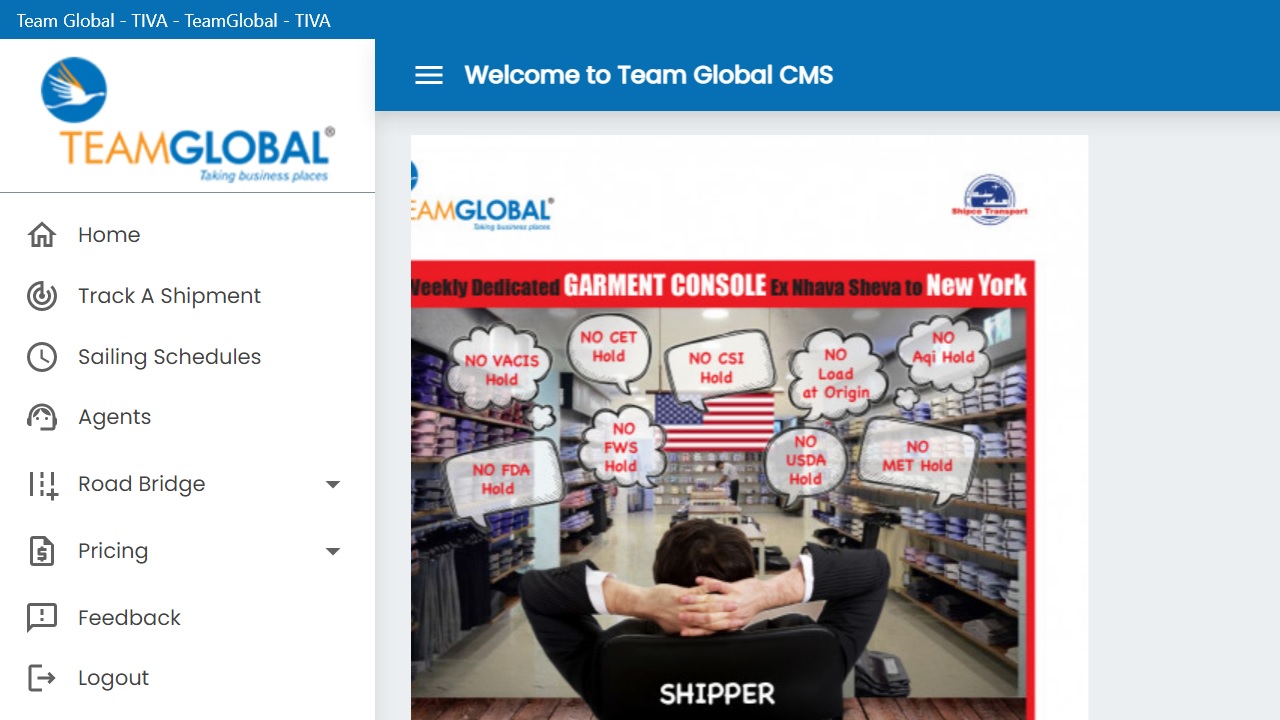 Team Global - TIVA - TeamGlobal - TIVA
TEAMGLOBAL®
Taking business places
Home
Track A Shipment
Sailing Schedules
Agents
Road Bridge
Pricing
Feedback
Logout
Welcome to Team Global CMS
EAMGLOBAL®
Taking business places
Shipco Transport
Weekly Dedicated GARMENT CONSOLE Ex Nhava Sheva to New York
NO VACIS
Hold
NO CET
Hold
NO CSI
Hold
NO
Load
at Origin
NO
Aqi Hold
NO FDA
Hold
NO
FWS
Hold
NO
USDA
Hold
NO
MET Hold
SHIPPER